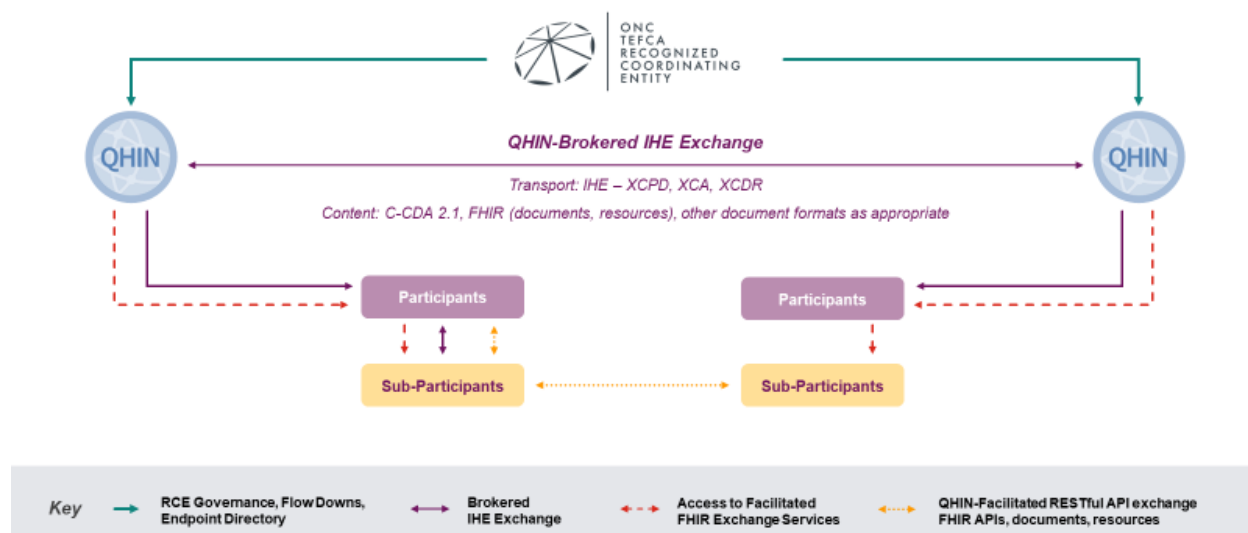 ONC
TEFCA
RECOGNIZED
COORDINATING
ENTITY
QHIN
QHIN
QHIN-Brokered IHE Exchange
Transport: IHE – XCPD, XCA, XCDR
Content: C-CDA 2.1, FHIR (documents, resources), other document formats as appropriate
Participants
Participants
Sub-Participants
Sub-Participants
Key
RCE Governance, Flow Downs,
Endpoint Directory
Brokered
IHE Exchange
Access to Facilitated
FHIR Exchange Services
QHIN-Facilitated RESTful API exchange
FHIR APIs, documents, resources